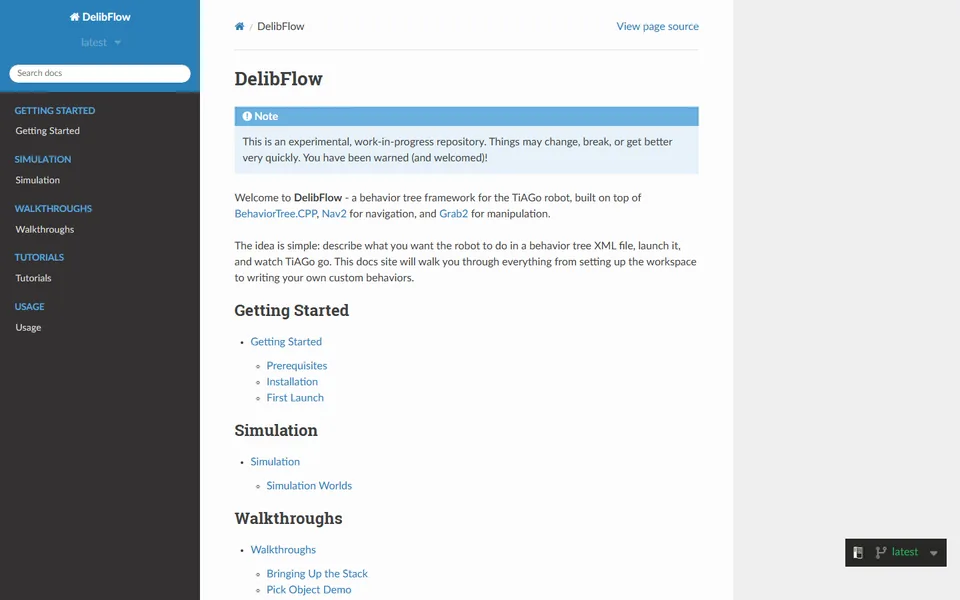 DelibFlow
latest
Search docs
GETTING STARTED
Getting Started
SIMULATION
Simulation
WALKTHROUGHS
Walkthroughs
TUTORIALS
Tutorials
USAGE
Usage
/ DelibFlow
View page source
DelibFlow
Note
This is an experimental, work-in-progress repository. Things may change, break, or get better
very quickly. You have been warned (and welcomed)!
Welcome to DelibFlow - a behavior tree framework for the TiAGo robot, built on top of
BehaviorTree.CPP, Nav2 for navigation, and Grab2 for manipulation.
The idea is simple: describe what you want the robot to do in a behavior tree XML file, launch it,
and watch TiAGo go. This docs site will walk you through everything from setting up the workspace
to writing your own custom behaviors.
Getting Started
Getting Started
Prerequisites
Installation
First Launch
Simulation
Simulation
Simulation Worlds
Walkthroughs
Walkthroughs
Bringing Up the Stack
Pick Object Demo
latest